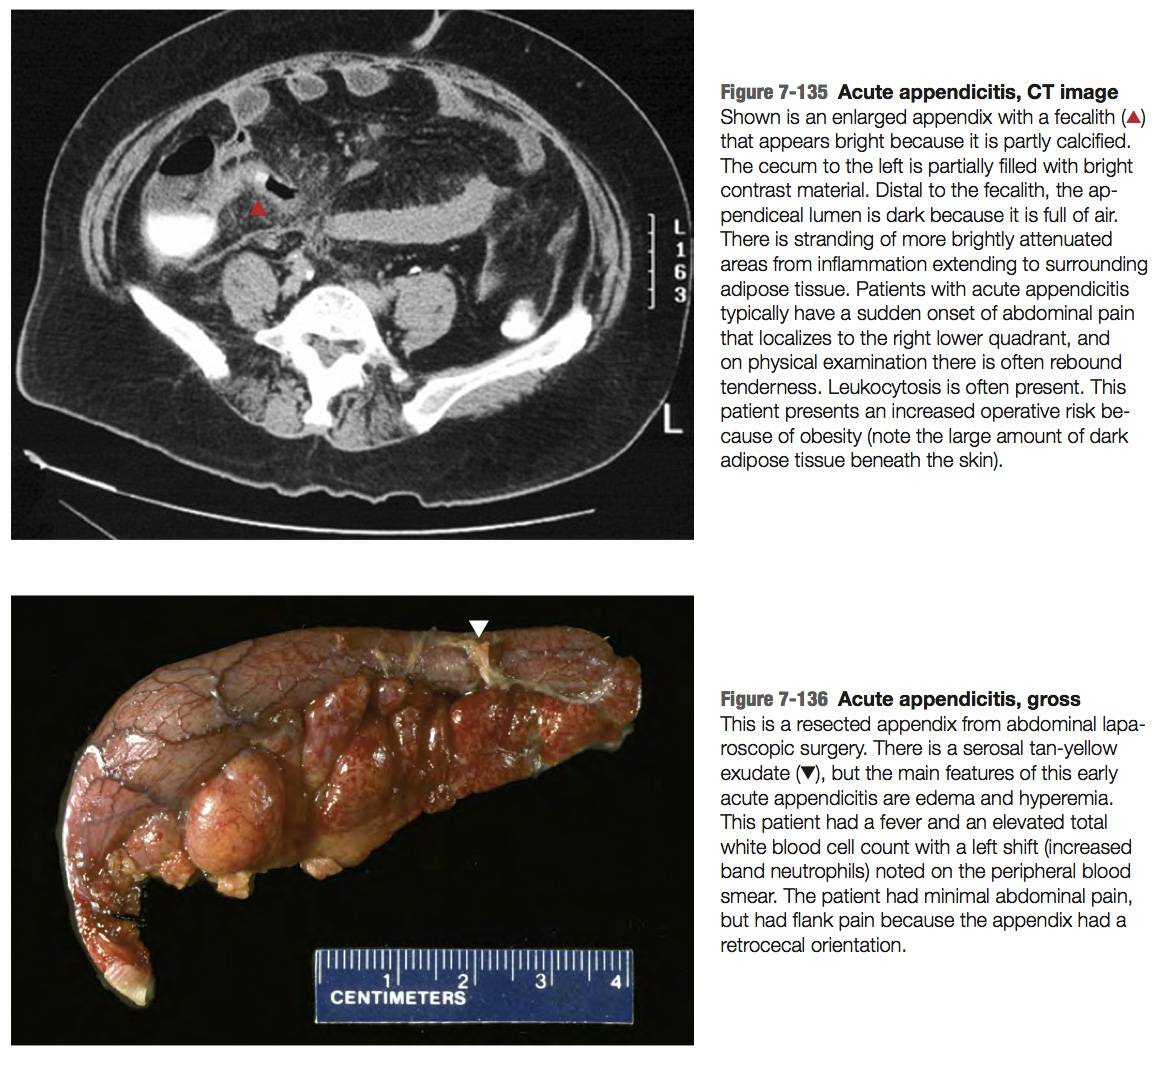 L
1
6
3
L
Figure 7-135 Acute appendicitis, CT image
Shown is an enlarged appendix with a fecalith (▲)
that appears bright because it is partly calcified.
The cecum to the left is partially filled with bright
contrast material. Distal to the fecalith, the ap-
pendiceal lumen is dark because it is full of air.
There is stranding of more brightly attenuated
areas from inflammation extending to surrounding
adipose tissue. Patients with acute appendicitis
typically have a sudden onset of abdominal pain
that localizes to the right lower quadrant, and
on physical examination there is often rebound
tenderness. Leukocytosis is often present. This
patient presents an increased operative risk be-
cause of obesity (note the large amount of dark
adipose tissue beneath the skin).
1 2 3 4
CENTIMETERS
Figure 7-136 Acute appendicitis, gross
This is a resected appendix from abdominal lapa-
roscopic surgery. There is a serosal tan-yellow
exudate (▼), but the main features of this early
acute appendicitis are edema and hyperemia.
This patient had a fever and an elevated total
white blood cell count with a left shift (increased
band neutrophils) noted on the peripheral blood
smear. The patient had minimal abdominal pain,
but had flank pain because the appendix had a
retrocecal orientation.